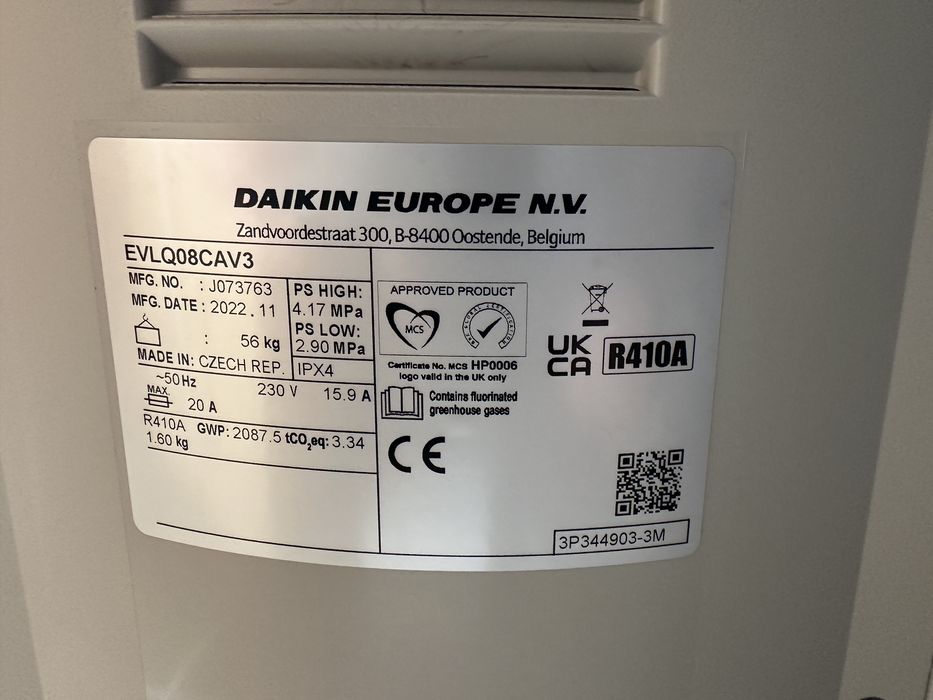 DAIKIN EUROPE N.V.
Zandvoordestraat 300, B-8400 Oostende, Belgium
EVLQ08CAV3
MFG. NO. : J073763
MFG. DATE : 2022.11
: 56 kg
MADE IN: CZECH REP.
PS HIGH:
4.17 MPa
PS LOW:
2.90 MPa
IPX4
~50Hz 230 V 15.9 A
MAX. 20 A
R410A GWP: 2087.5 tCO₂eq: 3.34
1.60 kg
APPROVED PRODUCT
MCS
Certificate No. MCS HP0006
logo valid in the UK only
Contains fluorinated
greenhouse gases
CE
UK
CA
R410A
3P344903-3M